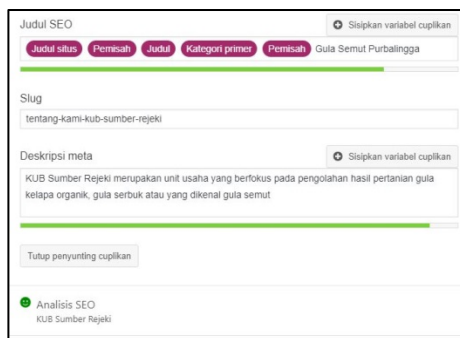 Judul SEO
Sisipkan variabel cuplikan
Judul situs Pemisah Judul Kategori primer Pemisah Gula Semut Purbalingga
Slug
tentang-kami-kub-sumber-rejeki
Deskripsi meta
Sisipkan variabel cuplikan
KUB Sumber Rejeki merupakan unit usaha yang berfokus pada pengolahan hasil pertanian gula
kelapa organik, gula serbuk atau yang dikenal gula semut
Tutup penyunting cuplikan
Analisis SEO
KUB Sumber Rejeki